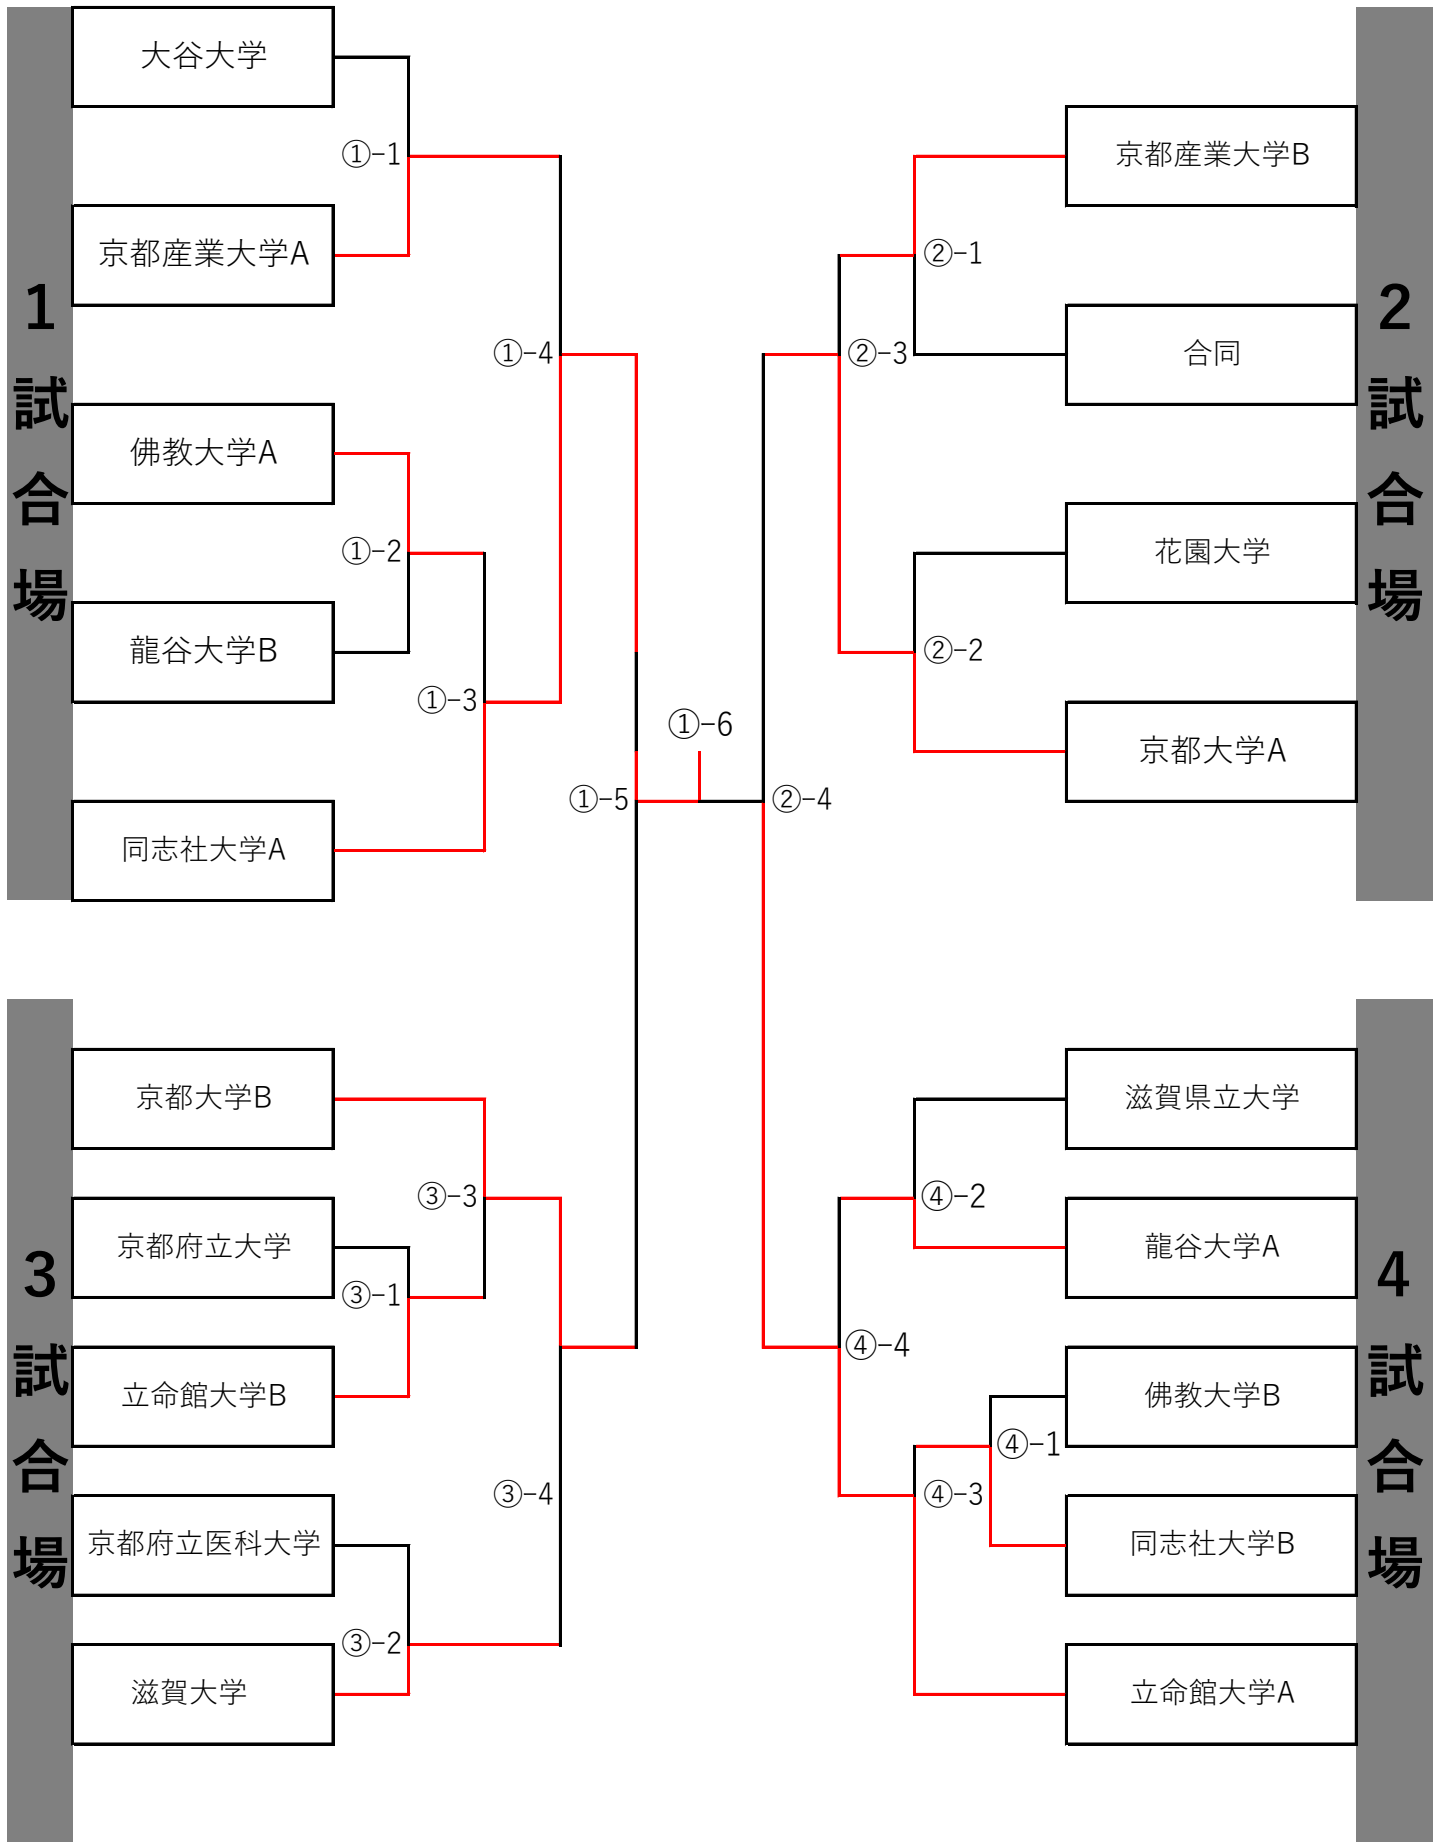 1試合場
大谷大学
①-1
京都産業大学A
①-4
佛教大学A
①-2
龍谷大学B
①-3
同志社大学A
①-5
①-6
2試合場
京都産業大学B
②-1
合同
②-3
花園大学
②-2
京都大学A
②-4
3試合場
京都大学B
③-3
京都府立大学
③-1
立命館大学B
③-4
京都府立医科大学
③-2
滋賀大学
4試合場
滋賀県立大学
④-2
龍谷大学A
④-4
佛教大学B
④-1
④-3
同志社大学B
立命館大学A